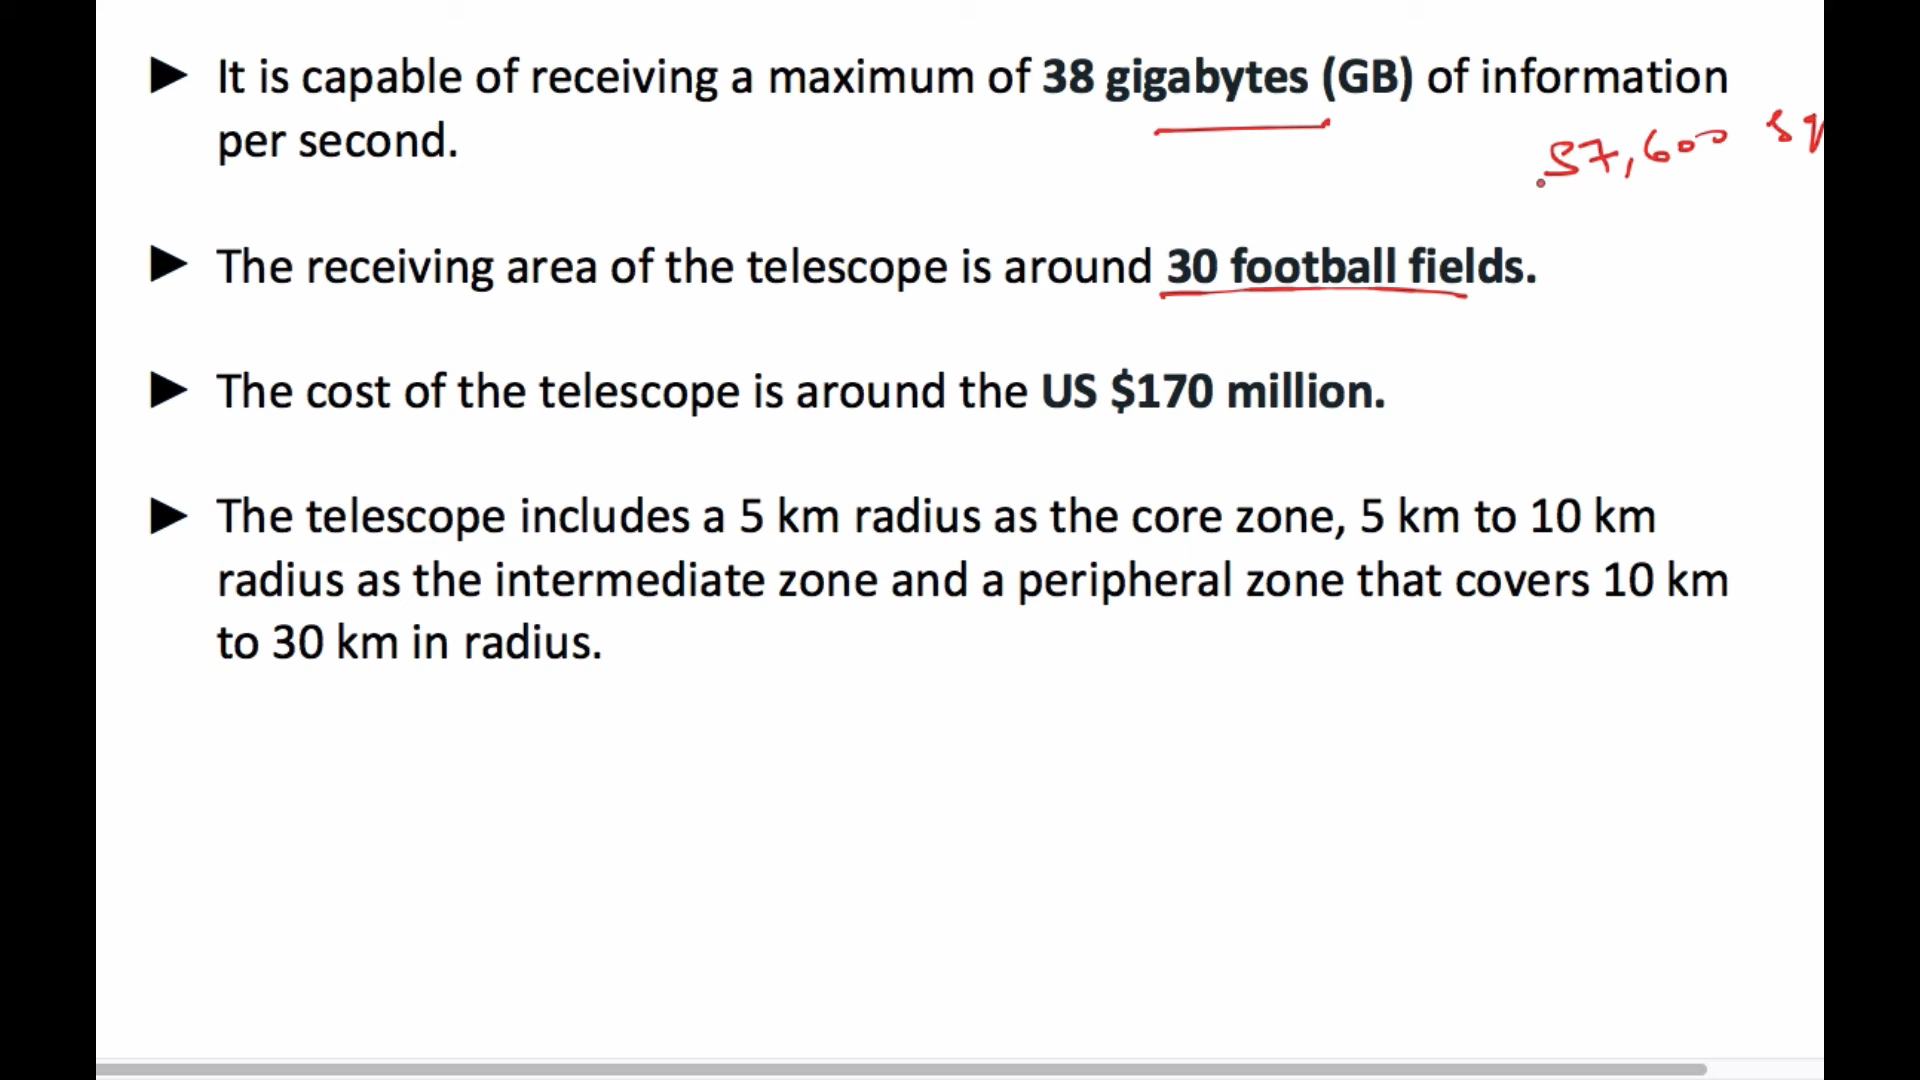 ► It is capable of receiving a maximum of 38 gigabytes (GB) of information
per second.
57,600 sq
► The receiving area of the telescope is around 30 football fields.
► The cost of the telescope is around the US $170 million.
► The telescope includes a 5 km radius as the core zone, 5 km to 10 km
radius as the intermediate zone and a peripheral zone that covers 10 km
to 30 km in radius.